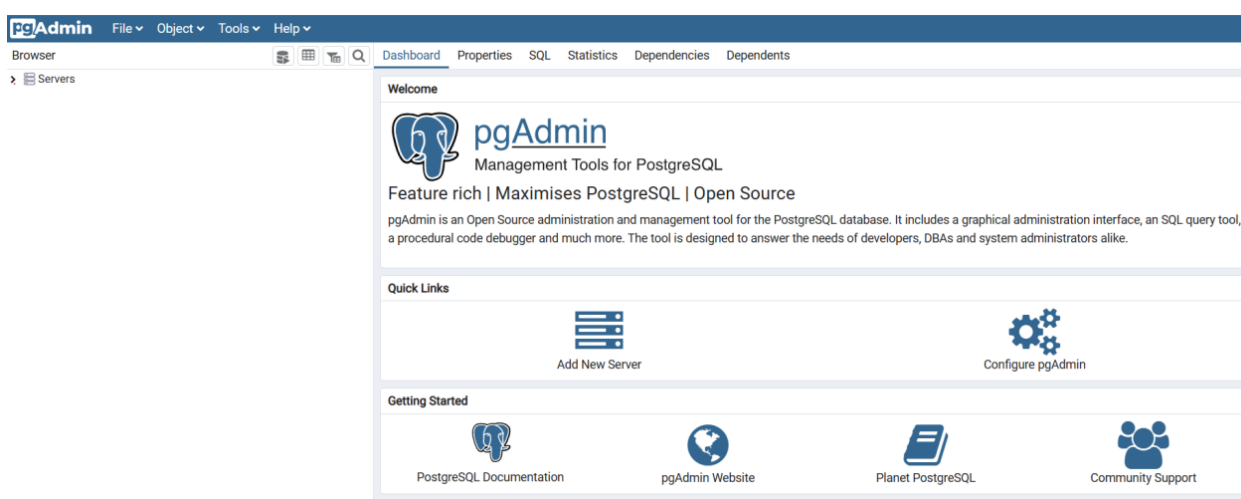 pgAdmin File Object Tools Help
Browser
Dashboard Properties SQL Statistics Dependencies Dependents
Servers
Welcome
pgAdmin
Management Tools for PostgreSQL
Feature rich | Maximises PostgreSQL | Open Source
pgAdmin is an Open Source administration and management tool for the PostgreSQL database. It includes a graphical administration interface, an SQL query tool,
a procedural code debugger and much more. The tool is designed to answer the needs of developers, DBAs and system administrators alike.
Quick Links
Add New Server
Configure pgAdmin
Getting Started
PostgreSQL Documentation
pgAdmin Website
Planet PostgreSQL
Community Support